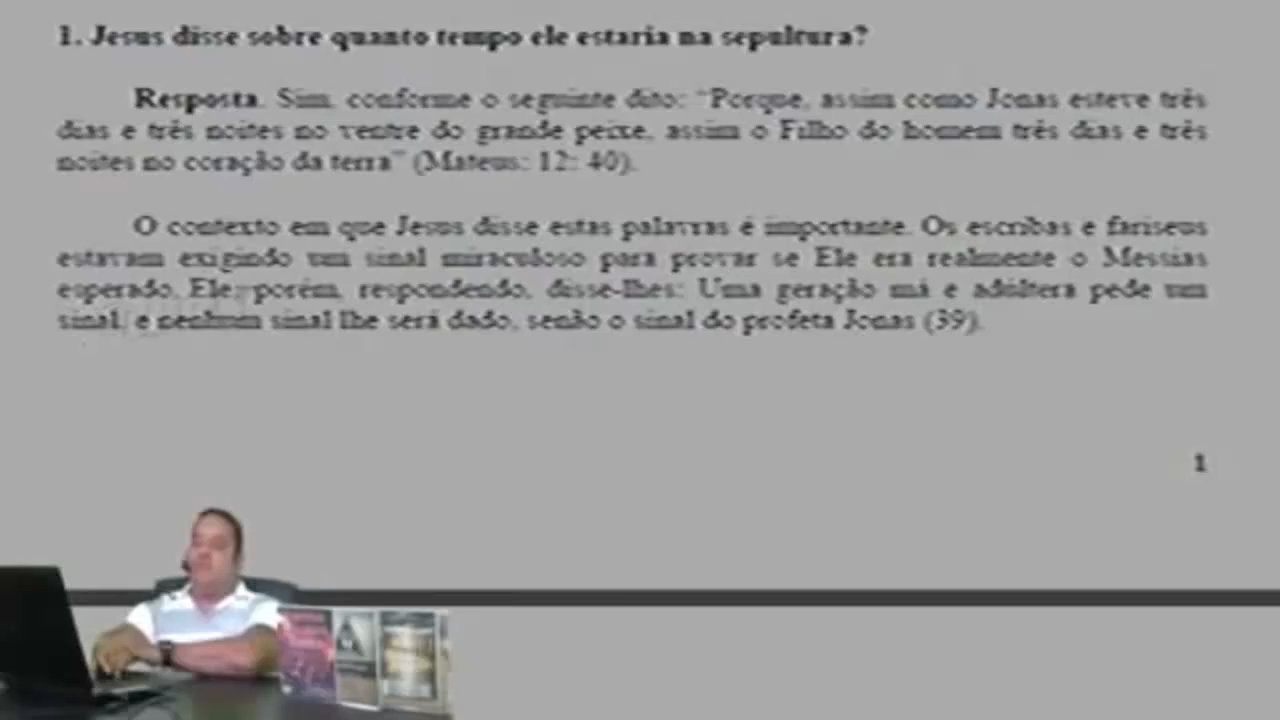 1. Jesus disse sobre quanto tempo ele estaria na sepultura?
Resposta. Sim, conforme o seguinte dito: "Porque, assim como Jonas esteve três
dias e três noites no ventre do grande peixe, assim o Filho do homem três dias e três
noites no coração da terra" (Mateus: 12: 40).
O contexto em que Jesus disse estas palavras é importante. Os escribas e fariseus
estavam exigindo um sinal miraculoso para provar se Ele era realmente o Messias
esperado. Ele, porém, respondendo, disse-lhes: Uma geração má e adúltera pede um
sinal, e nenhum sinal lhe será dado, senão o sinal do profeta Jonas (39).
1